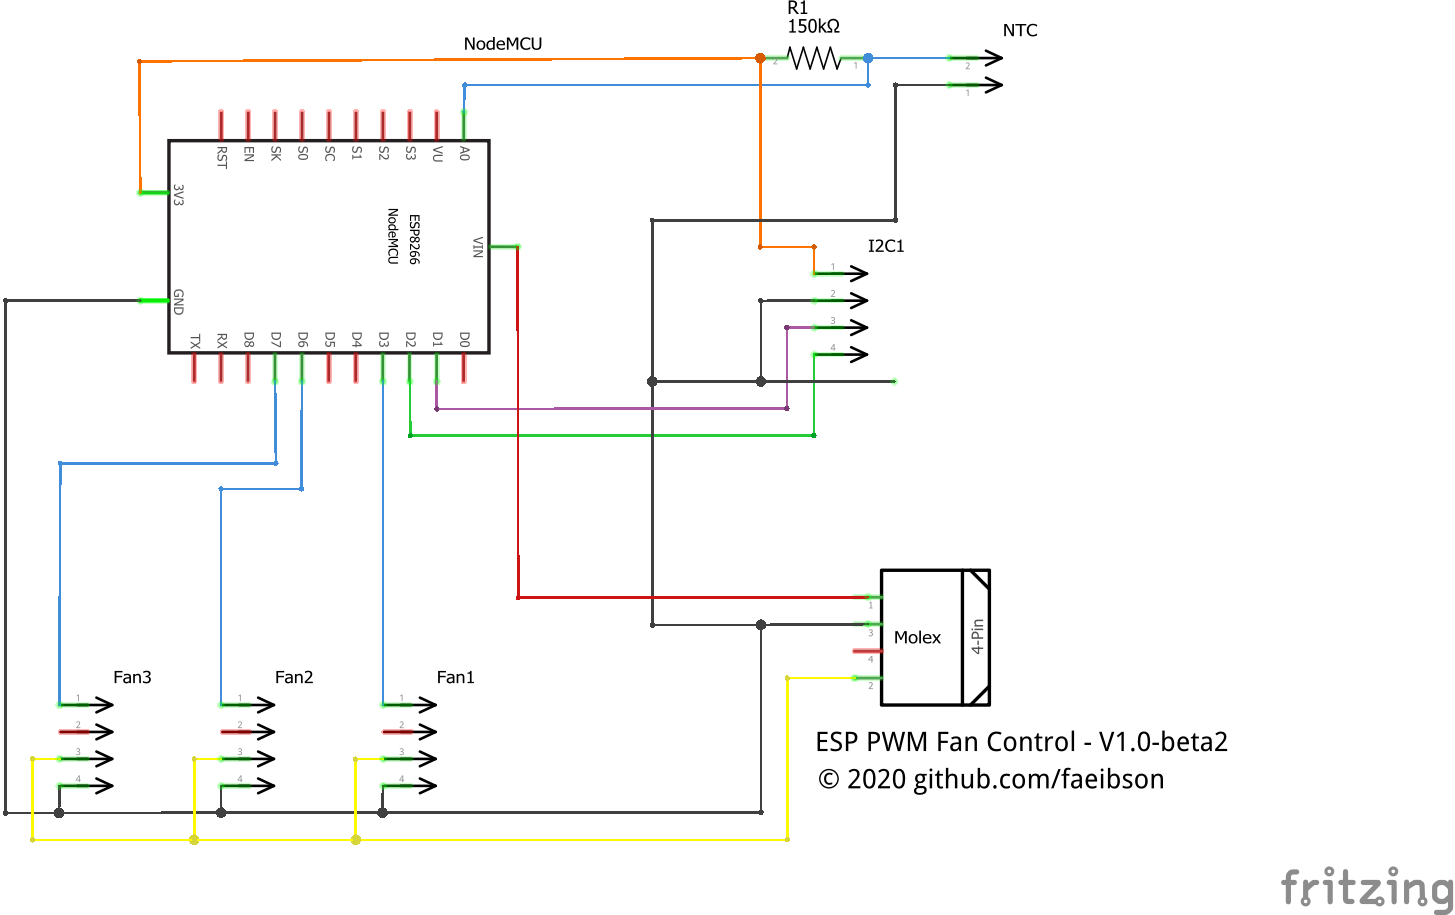 R1
150kΩ
NTC
NodeMCU
2
1
2
1
RST EN SK S0 SC S1 S2 S3 VU A0
3V3
ESP8266
NodeMCU
VIN
GND
I2C1
1
2
3
4
TX RX D8 D7 D6 D5 D4 D3 D2 D1 D0
Molex
4-Pin
1
3
4
2
Fan3
1
2
3
4
Fan2
1
2
3
4
Fan1
1
2
3
4
ESP PWM Fan Control - V1.0-beta2
© 2020 github.com/faeibson
fritzing